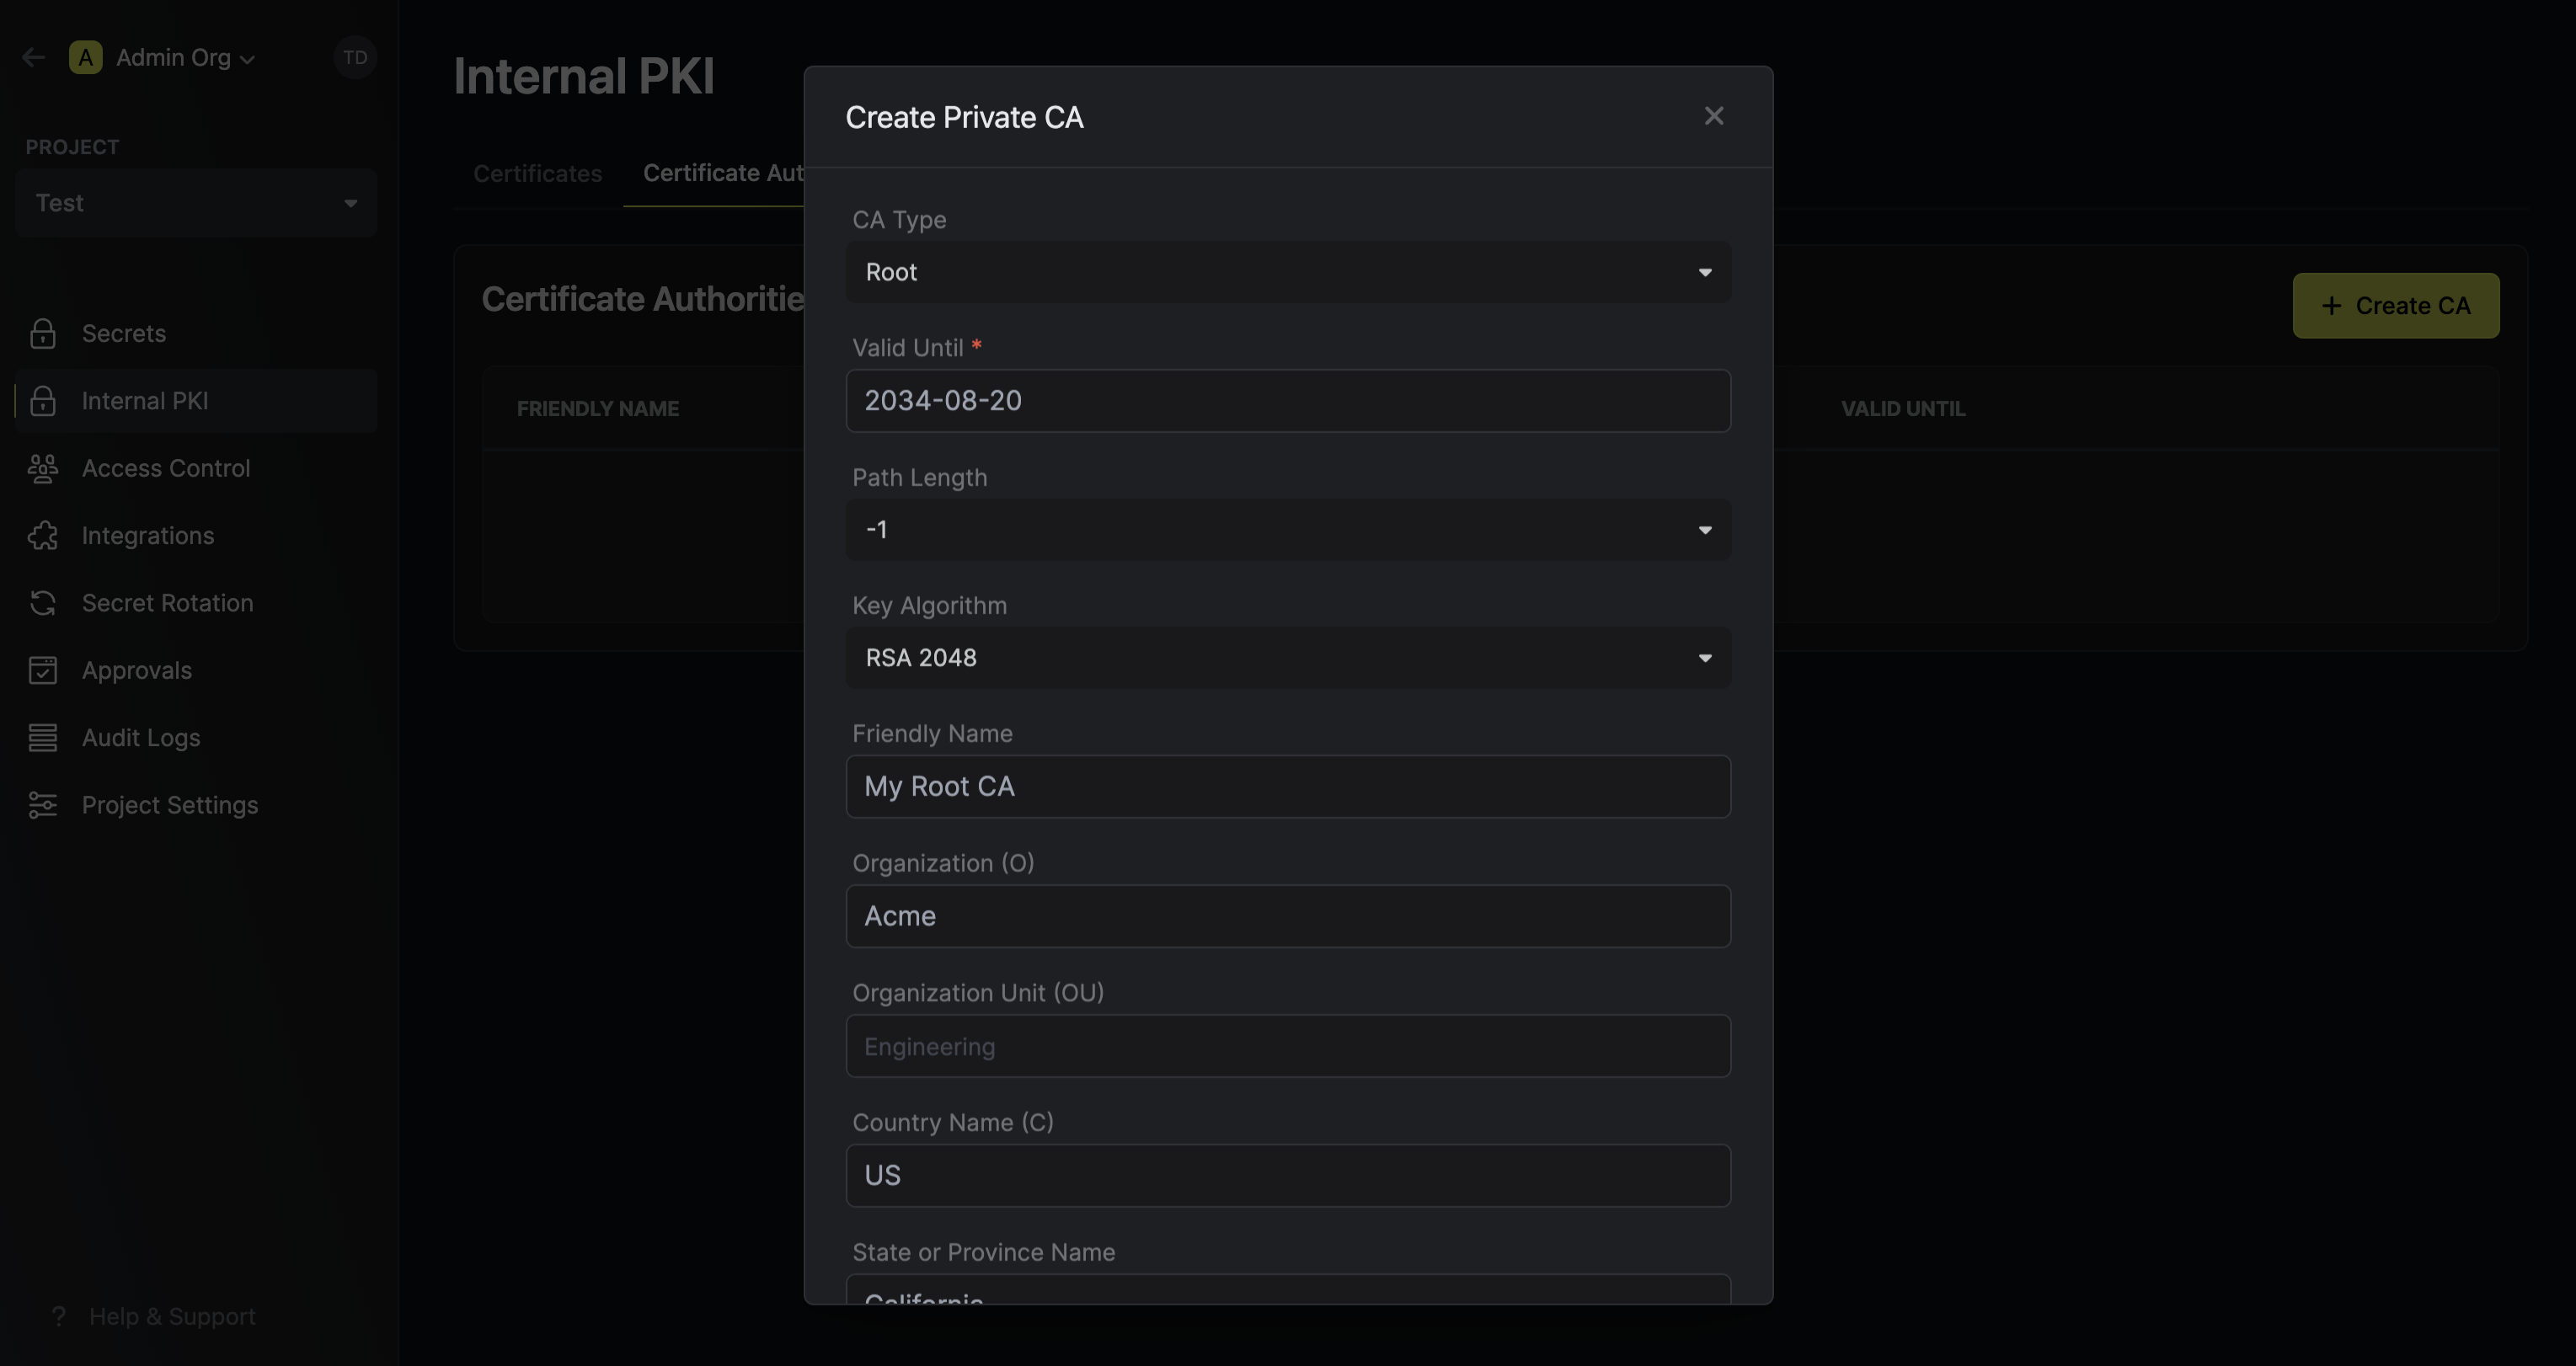 A Admin Org
TD
PROJECT
Test
Secrets
Internal PKI
Access Control
Integrations
Secret Rotation
Approvals
Audit Logs
Project Settings
? Help & Support
Internal PKI
Certificates
Certificate Aut
Certificate Authoritie
+ Create CA
FRIENDLY NAME
VALID UNTIL
Create Private CA
CA Type
Root
Valid Until *
2034-08-20
Path Length
-1
Key Algorithm
RSA 2048
Friendly Name
My Root CA
Organization (O)
Acme
Organization Unit (OU)
Engineering
Country Name (C)
US
State or Province Name
California